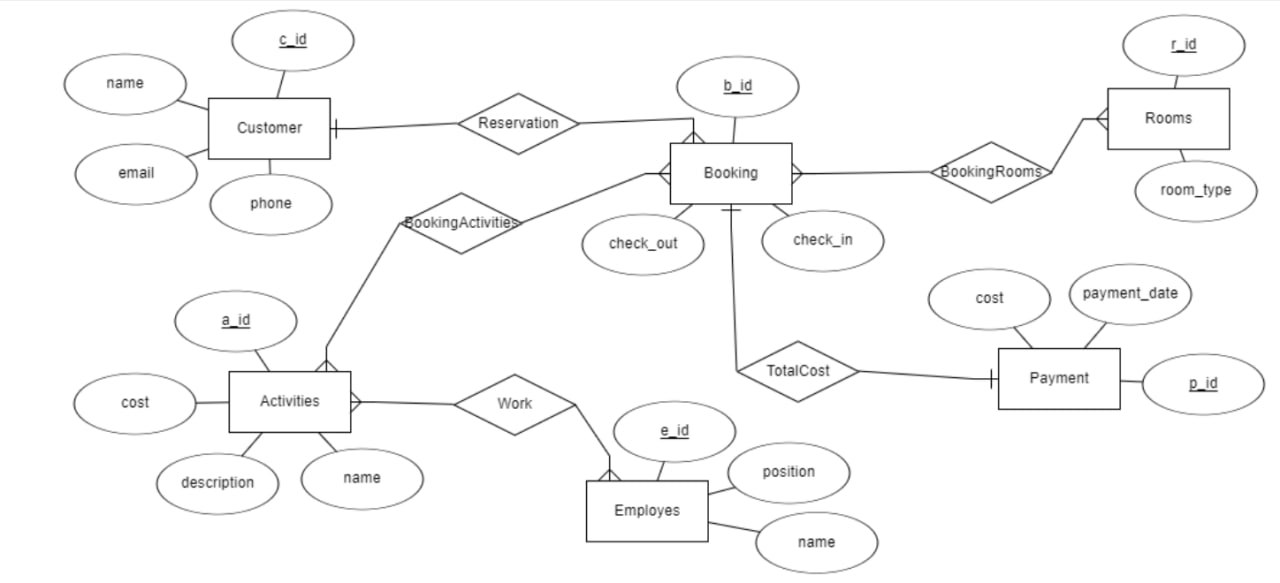 c_id
r_id
name
b_id
Customer
Reservation
Rooms
email
Booking
BookingRooms
phone
room_type
BookingActivities
check_out
check_in
a_id
cost
payment_date
TotalCost
Payment
p_id
cost
Activities
Work
e_id
description
name
position
Employes
name